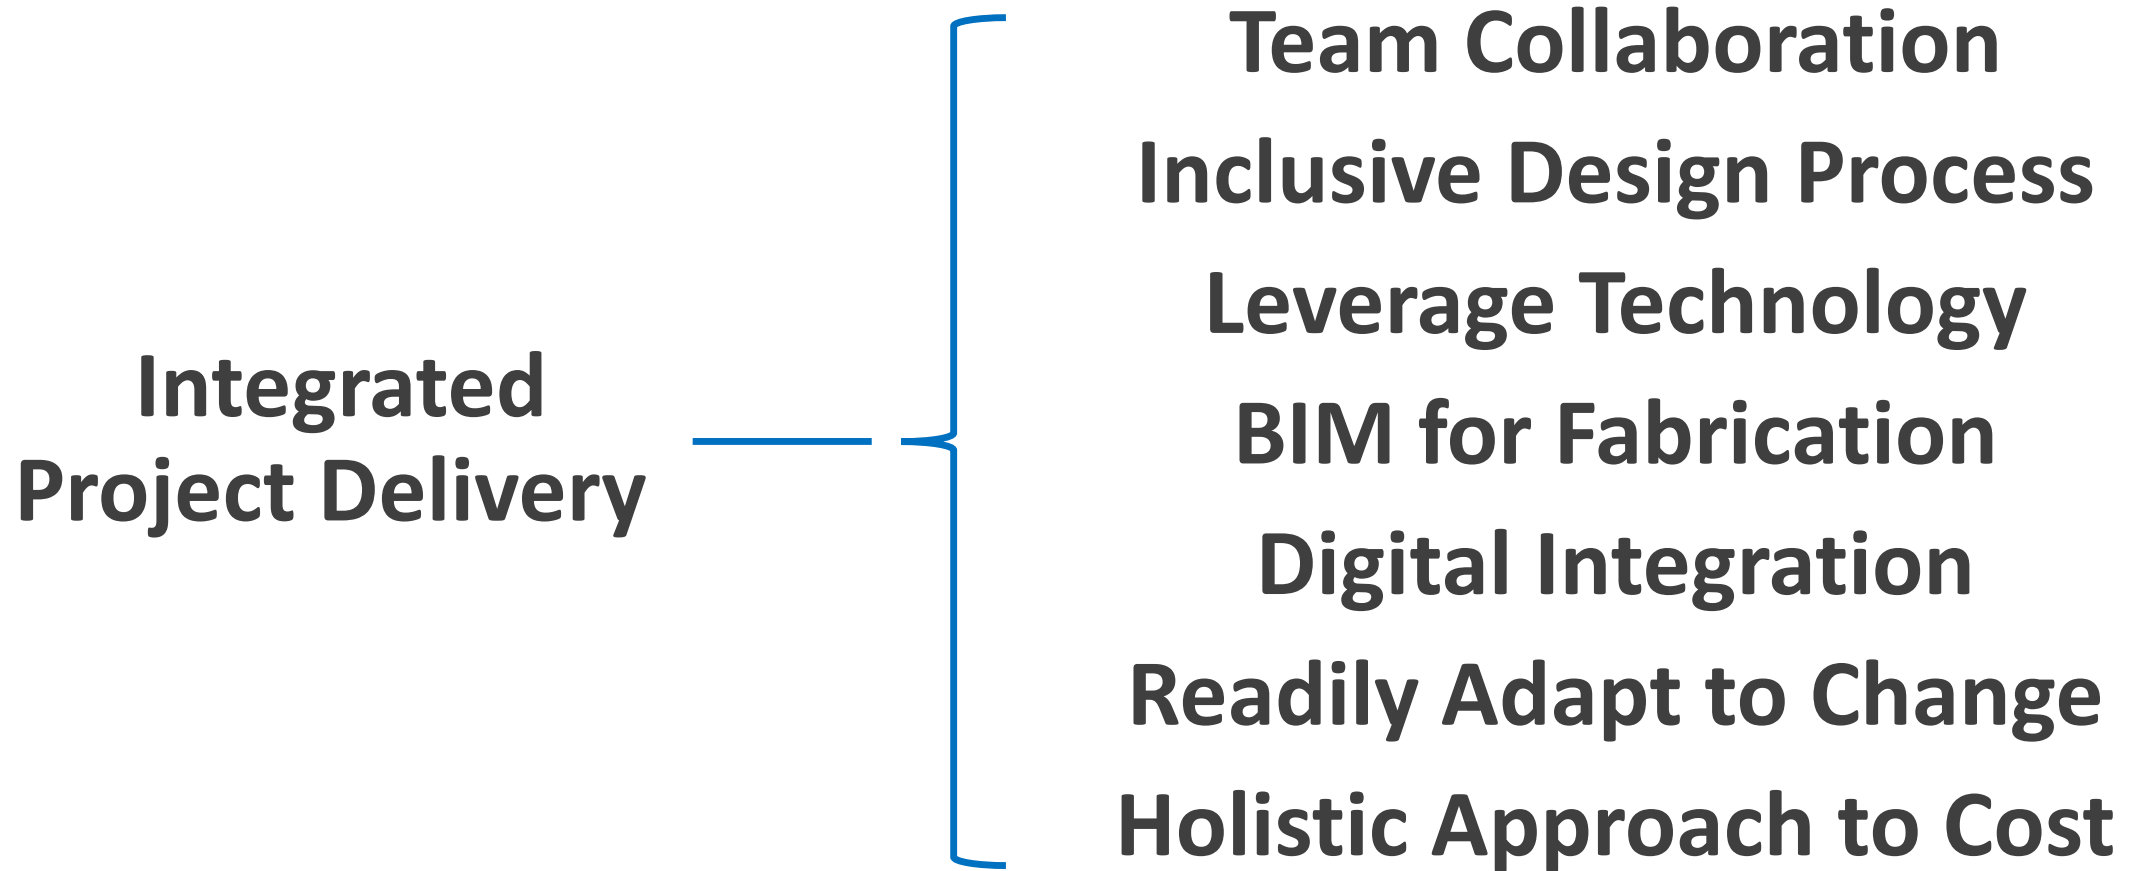 Integrated
Project Delivery
Team Collaboration
Inclusive Design Process
Leverage Technology
BIM for Fabrication
Digital Integration
Readily Adapt to Change
Holistic Approach to Cost